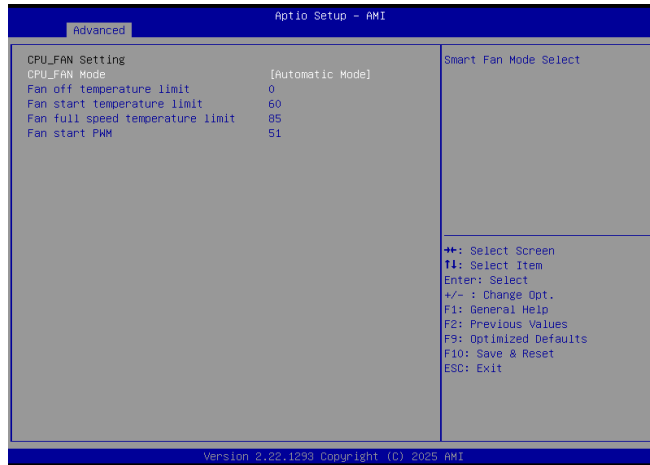 Aptio Setup - AMI
Advanced
CPU_FAN Setting
CPU_FAN Mode [Automatic Mode]
Fan off temperature limit 0
Fan start temperature limit 60
Fan full speed temperature limit 85
Fan start PWM 51
Smart Fan Mode Select
→←: Select Screen
↑↓: Select Item
Enter: Select
+/- : Change Opt.
F1: General Help
F2: Previous Values
F9: Optimized Defaults
F10: Save & Reset
ESC: Exit
Version 2.22.1293 Copyright (C) 2025 AMI